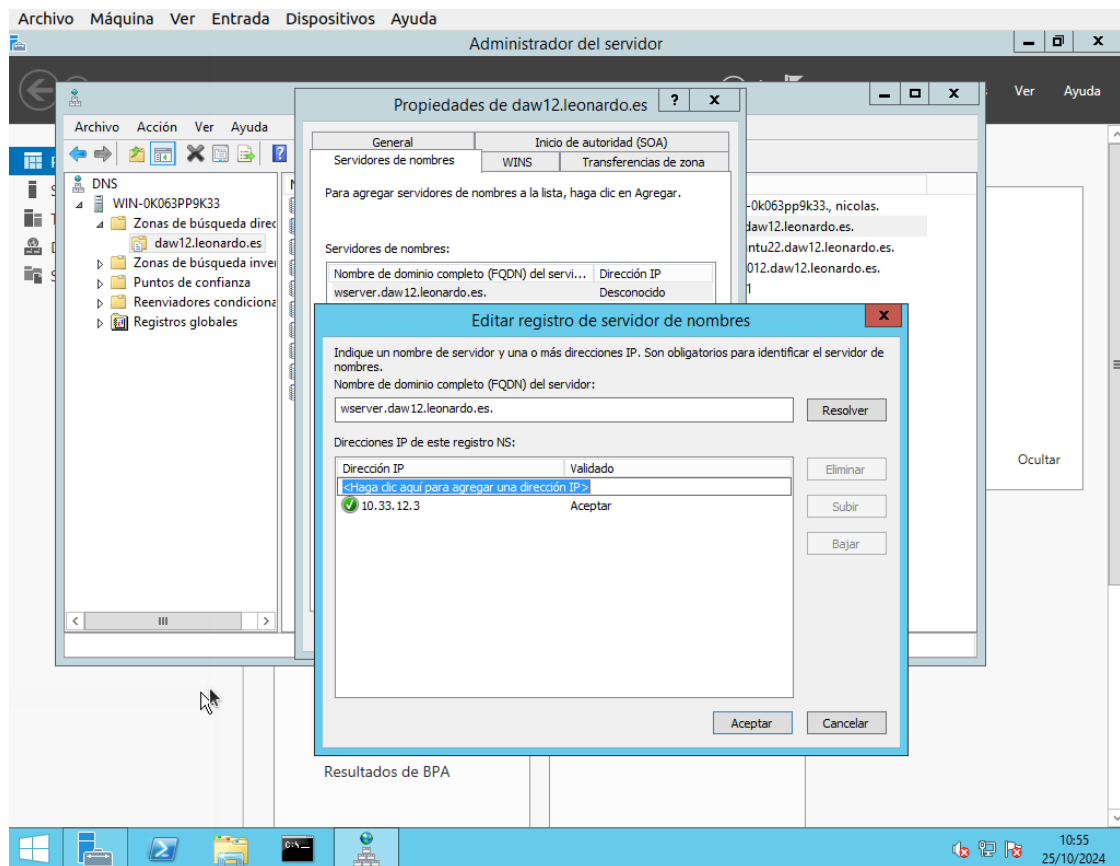 Archivo Máquina Ver Entrada Dispositivos Ayuda
Administrador del servidor
Ver Ayuda
Propiedades de daw12.leonardo.es ? x
Archivo Acción Ver Ayuda
General Inicio de autoridad (SOA)
Servidores de nombres WINS Transferencias de zona
Para agregar servidores de nombres a la lista, haga clic en Agregar.
DNS
WIN-0K063PP9K33
Zonas de búsqueda direc
daw12.leonardo.es
Zonas de búsqueda inver
Puntos de confianza
Reenviadores condiciona
Registros globales
-0k063pp9k33., nicolas.
daw12.leonardo.es.
ntu22.daw12.leonardo.es.
012.daw12.leonardo.es.
1
Servidores de nombres:
Nombre de dominio completo (FQDN) del servi... Dirección IP
wserver.daw12.leonardo.es. Desconocido
Editar registro de servidor de nombres x
Indique un nombre de servidor y una o más direcciones IP. Son obligatorios para identificar el servidor de
nombres.
Nombre de dominio completo (FQDN) del servidor:
wserver.daw12.leonardo.es. Resolver
Direcciones IP de este registro NS:
Dirección IP Validado
<Haga clic aquí para agregar una dirección IP>
10.33.12.3 Aceptar
Eliminar
Subir
Bajar
Aceptar Cancelar
Ocultar
Resultados de BPA
10:55
25/10/2024